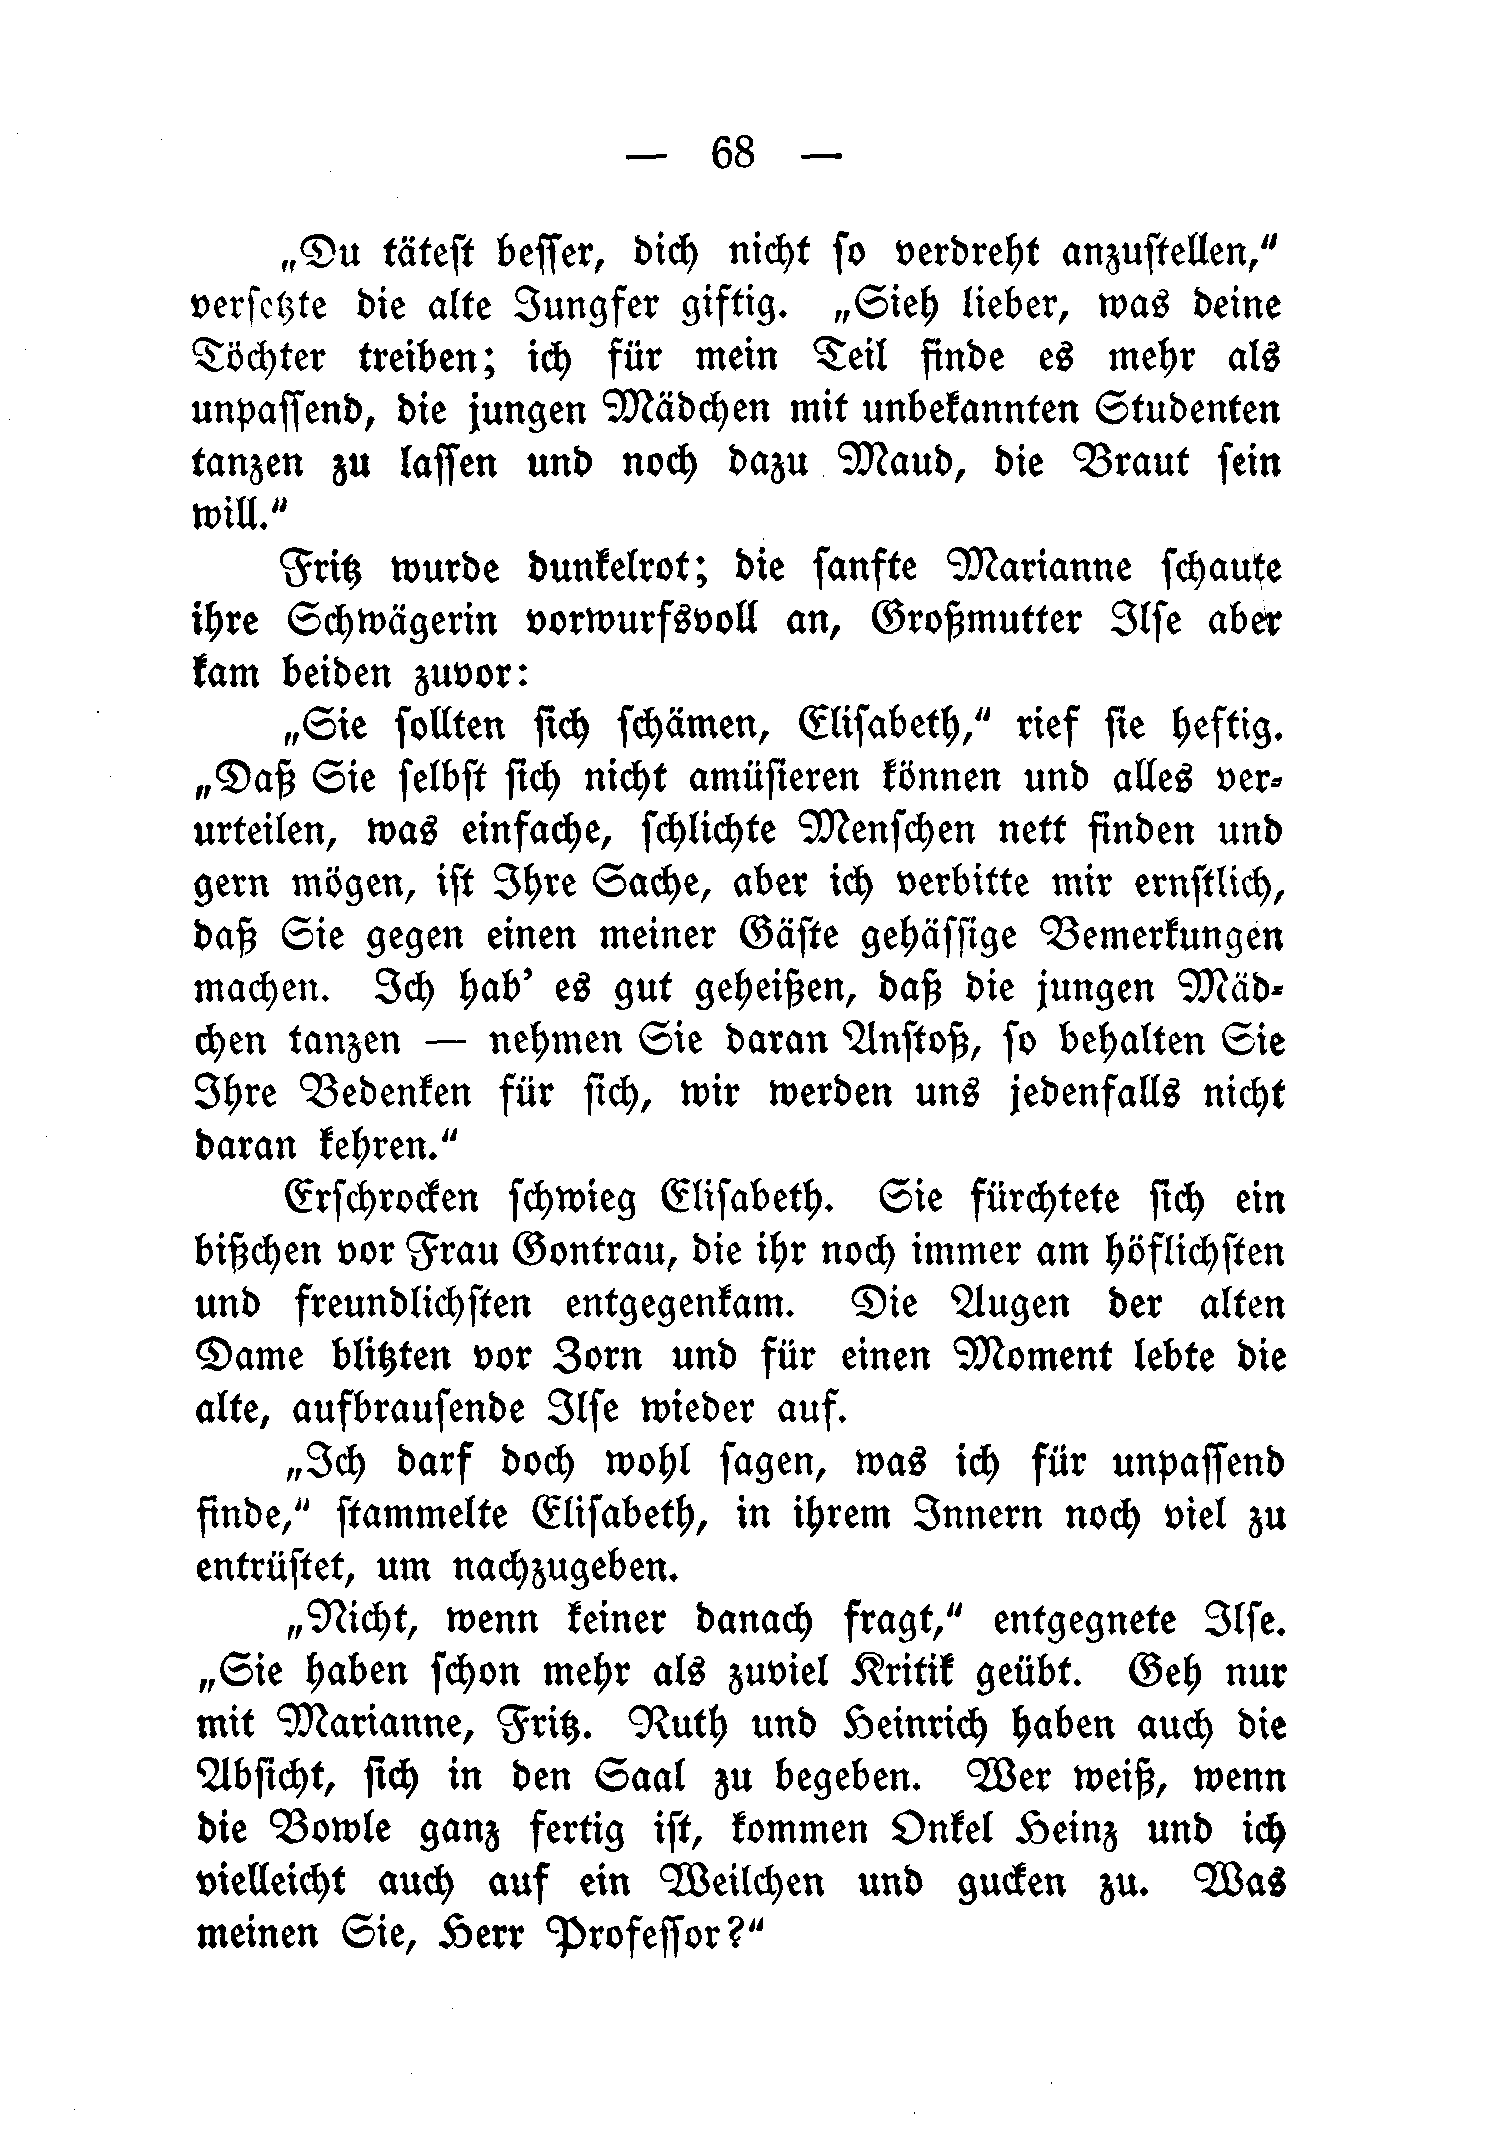 — 68 —
„Du tätest besser, dich nicht so verdreht anzustellen,“
versetzte die alte Jungfer giftig. „Sieh lieber, was deine
Töchter treiben; ich für mein Teil finde es mehr als
unpassend, die jungen Mädchen mit unbekannten Studenten
tanzen zu lassen und noch dazu Maud, die Braut sein
will.“
Fritz wurde dunkelrot; die sanfte Marianne schaute
ihre Schwägerin vorwurfsvoll an, Großmutter Ilse aber
kam beiden zuvor:
„Sie sollten sich schämen, Elisabeth,“ rief sie heftig.
„Daß Sie selbst sich nicht amüsieren können und alles ver-
urteilen, was einfache, schlichte Menschen nett finden und
gern mögen, ist Ihre Sache, aber ich verbitte mir ernstlich,
daß Sie gegen einen meiner Gäste gehässige Bemerkungen
machen. Ich hab’ es gut geheißen, daß die jungen Mäd-
chen tanzen — nehmen Sie daran Anstoß, so behalten Sie
Ihre Bedenken für sich, wir werden uns jedenfalls nicht
daran kehren.“
Erschrocken schwieg Elisabeth. Sie fürchtete sich ein
bißchen vor Frau Gontrau, die ihr noch immer am höflichsten
und freundlichsten entgegenkam. Die Augen der alten
Dame blitzten vor Zorn und für einen Moment lebte die
alte, aufbrausende Ilse wieder auf.
„Ich darf doch wohl sagen, was ich für unpassend
finde,“ stammelte Elisabeth, in ihrem Innern noch viel zu
entrüstet, um nachzugeben.
„Nicht, wenn keiner danach fragt,“ entgegnete Ilse.
„Sie haben schon mehr als zuviel Kritik geübt. Geh nur
mit Marianne, Fritz. Ruth und Heinrich haben auch die
Absicht, sich in den Saal zu begeben. Wer weiß, wenn
die Bowle ganz fertig ist, kommen Onkel Heinz und ich
vielleicht auch auf ein Weilchen und gucken zu. Was
meinen Sie, Herr Professor?“